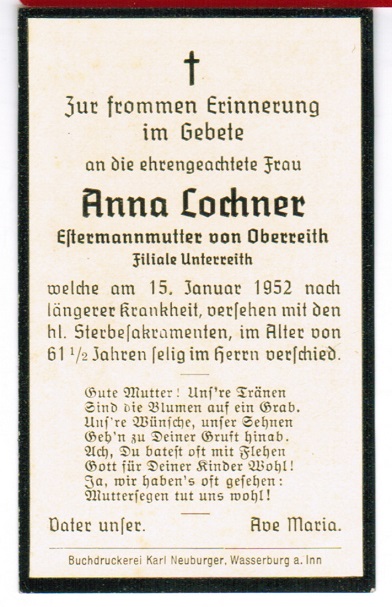 Zur frommen Erinnerung
im Gebete
an die ehrengeachtete Frau
Anna Lochner
Estermannmutter von Oberreith
Filiale Unterreith
welche am 15. Januar 1952 nach
längerer Krankheit, versehen mit den
hl. Sterbesakramenten, im Alter von
61 1/2 Jahren selig im Herrn verschied.
Gute Mutter! Uns're Tränen
Sind die Blumen auf ein Grab.
Uns're Wünsche, unser Sehnen
Geh'n zu Deiner Gruft hinab.
Ach, Du batest oft mit Flehen
Gott für Deiner Kinder Wohl!
Ja, wir haben's oft gesehen:
Muttersegen tut uns wohl!
Vater unser. Ave Maria.
Buchdruckerei Karl Neuburger, Wasserburg a. Inn